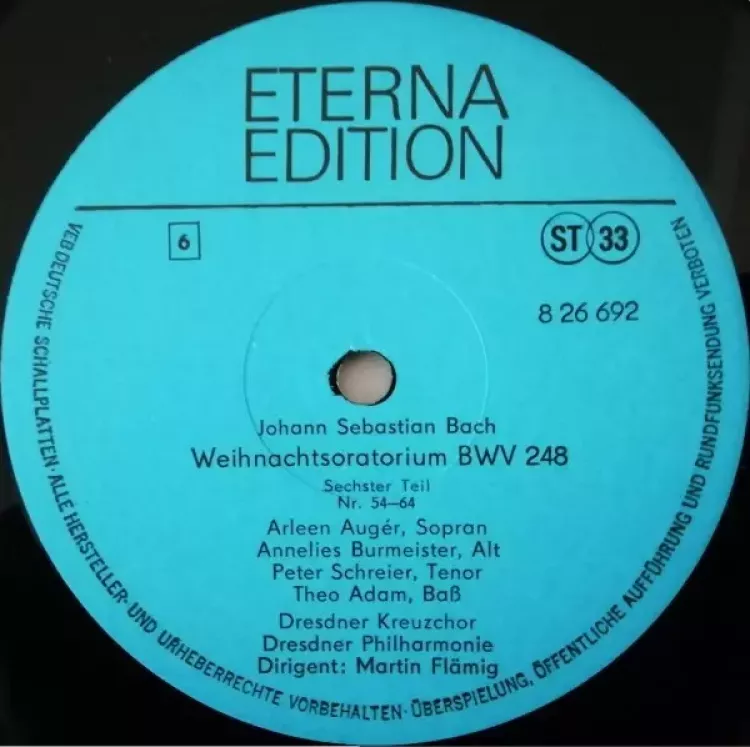 ETERNA
EDITION
6
ST 33
8 26 692
Johann Sebastian Bach
Weihnachtsoratorium BWV 248
Sechster Teil
Nr. 54—64
Arleen Augér, Sopran
Annelies Burmeister, Alt
Peter Schreier, Tenor
Theo Adam, Baß
Dresdner Kreuzchor
Dresdner Philharmonie
Dirigent: Martin Flämig
VEB DEUTSCHE SCHALLPLATTEN · ALLE HERSTELLER- UND URHEBERRECHTE VORBEHALTEN · ÜBERSPIELUNG, ÖFFENTLICHE AUFFÜHRUNG UND RUNDFUNKSENDUNG VERBOTEN